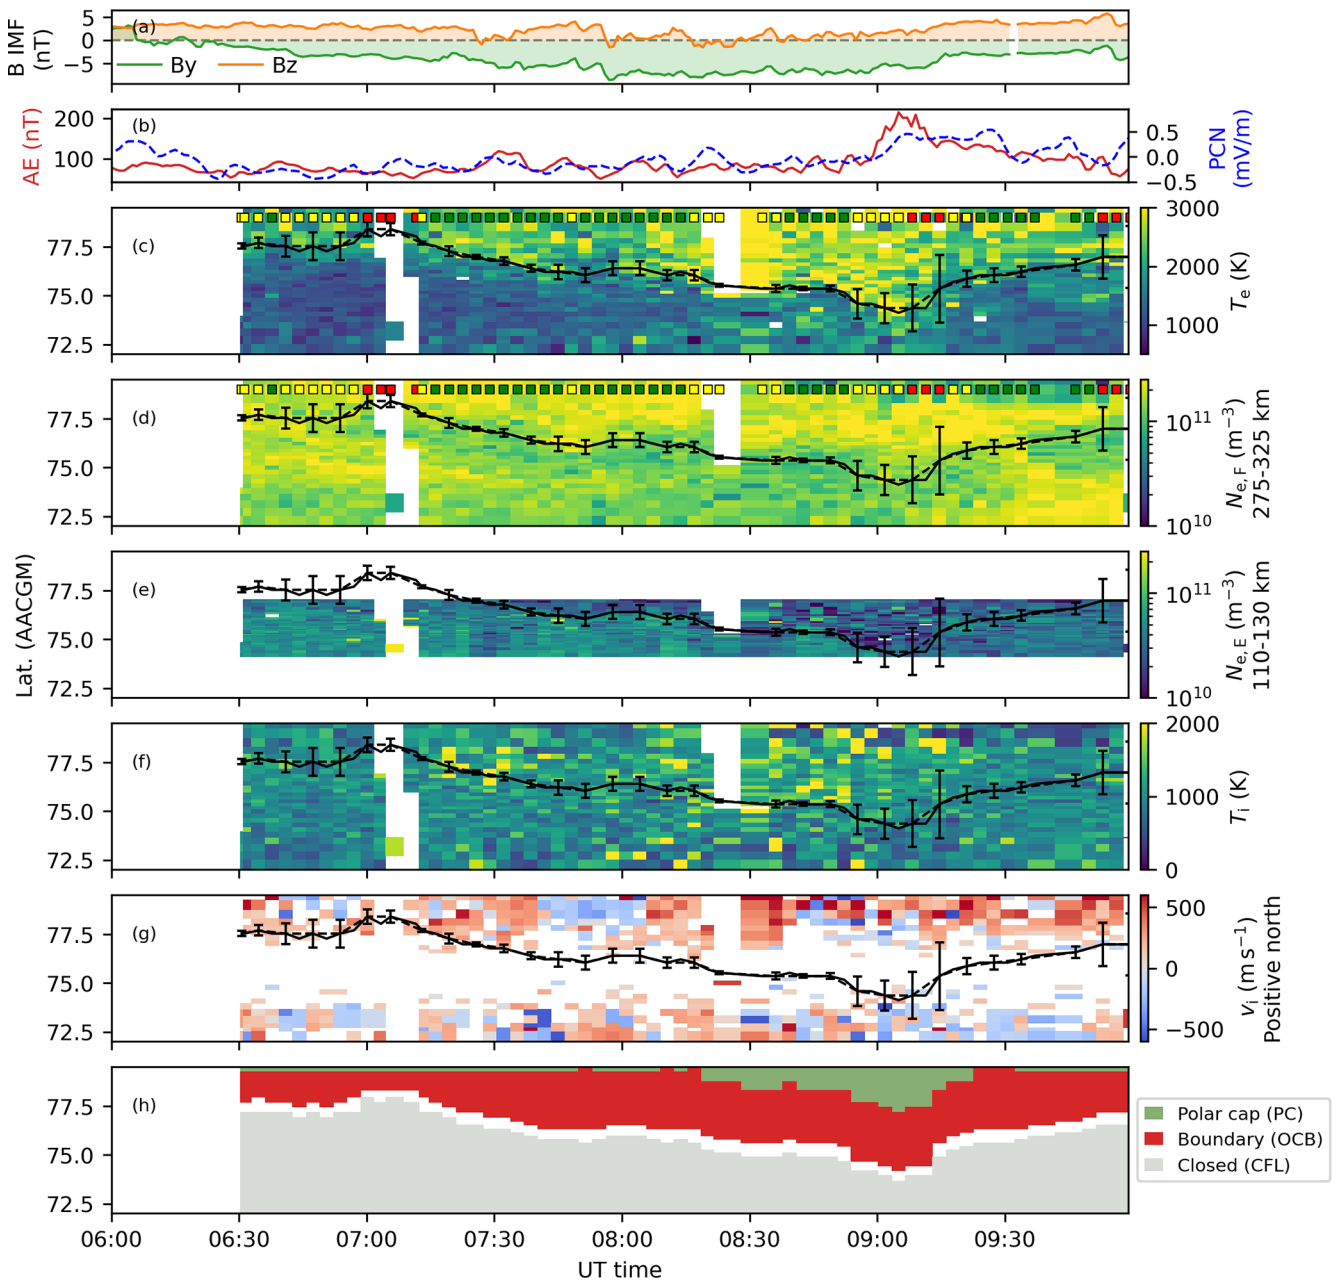 B IMF
(nT)
5
0
−5
(a)
By
Bz
AE (nT)
200
100
(b)
0.5
0.0
−0.5
PCN
(mV/m)
77.5
75.0
72.5
(c)
3000
2000
1000
Te (K)
77.5
75.0
72.5
(d)
10^11
10^10
Ne,F (m−3)
275-325 km
Lat. (AACGM)
77.5
75.0
72.5
(e)
10^11
10^10
Ne,E (m−3)
110-130 km
77.5
75.0
72.5
(f)
2000
1000
0
Ti (K)
77.5
75.0
72.5
(g)
500
0
−500
vi (m s−1)
Positive north
77.5
75.0
72.5
(h)
Polar cap (PC)
Boundary (OCB)
Closed (CFL)
06:00 06:30 07:00 07:30 08:00 08:30 09:00 09:30
UT time